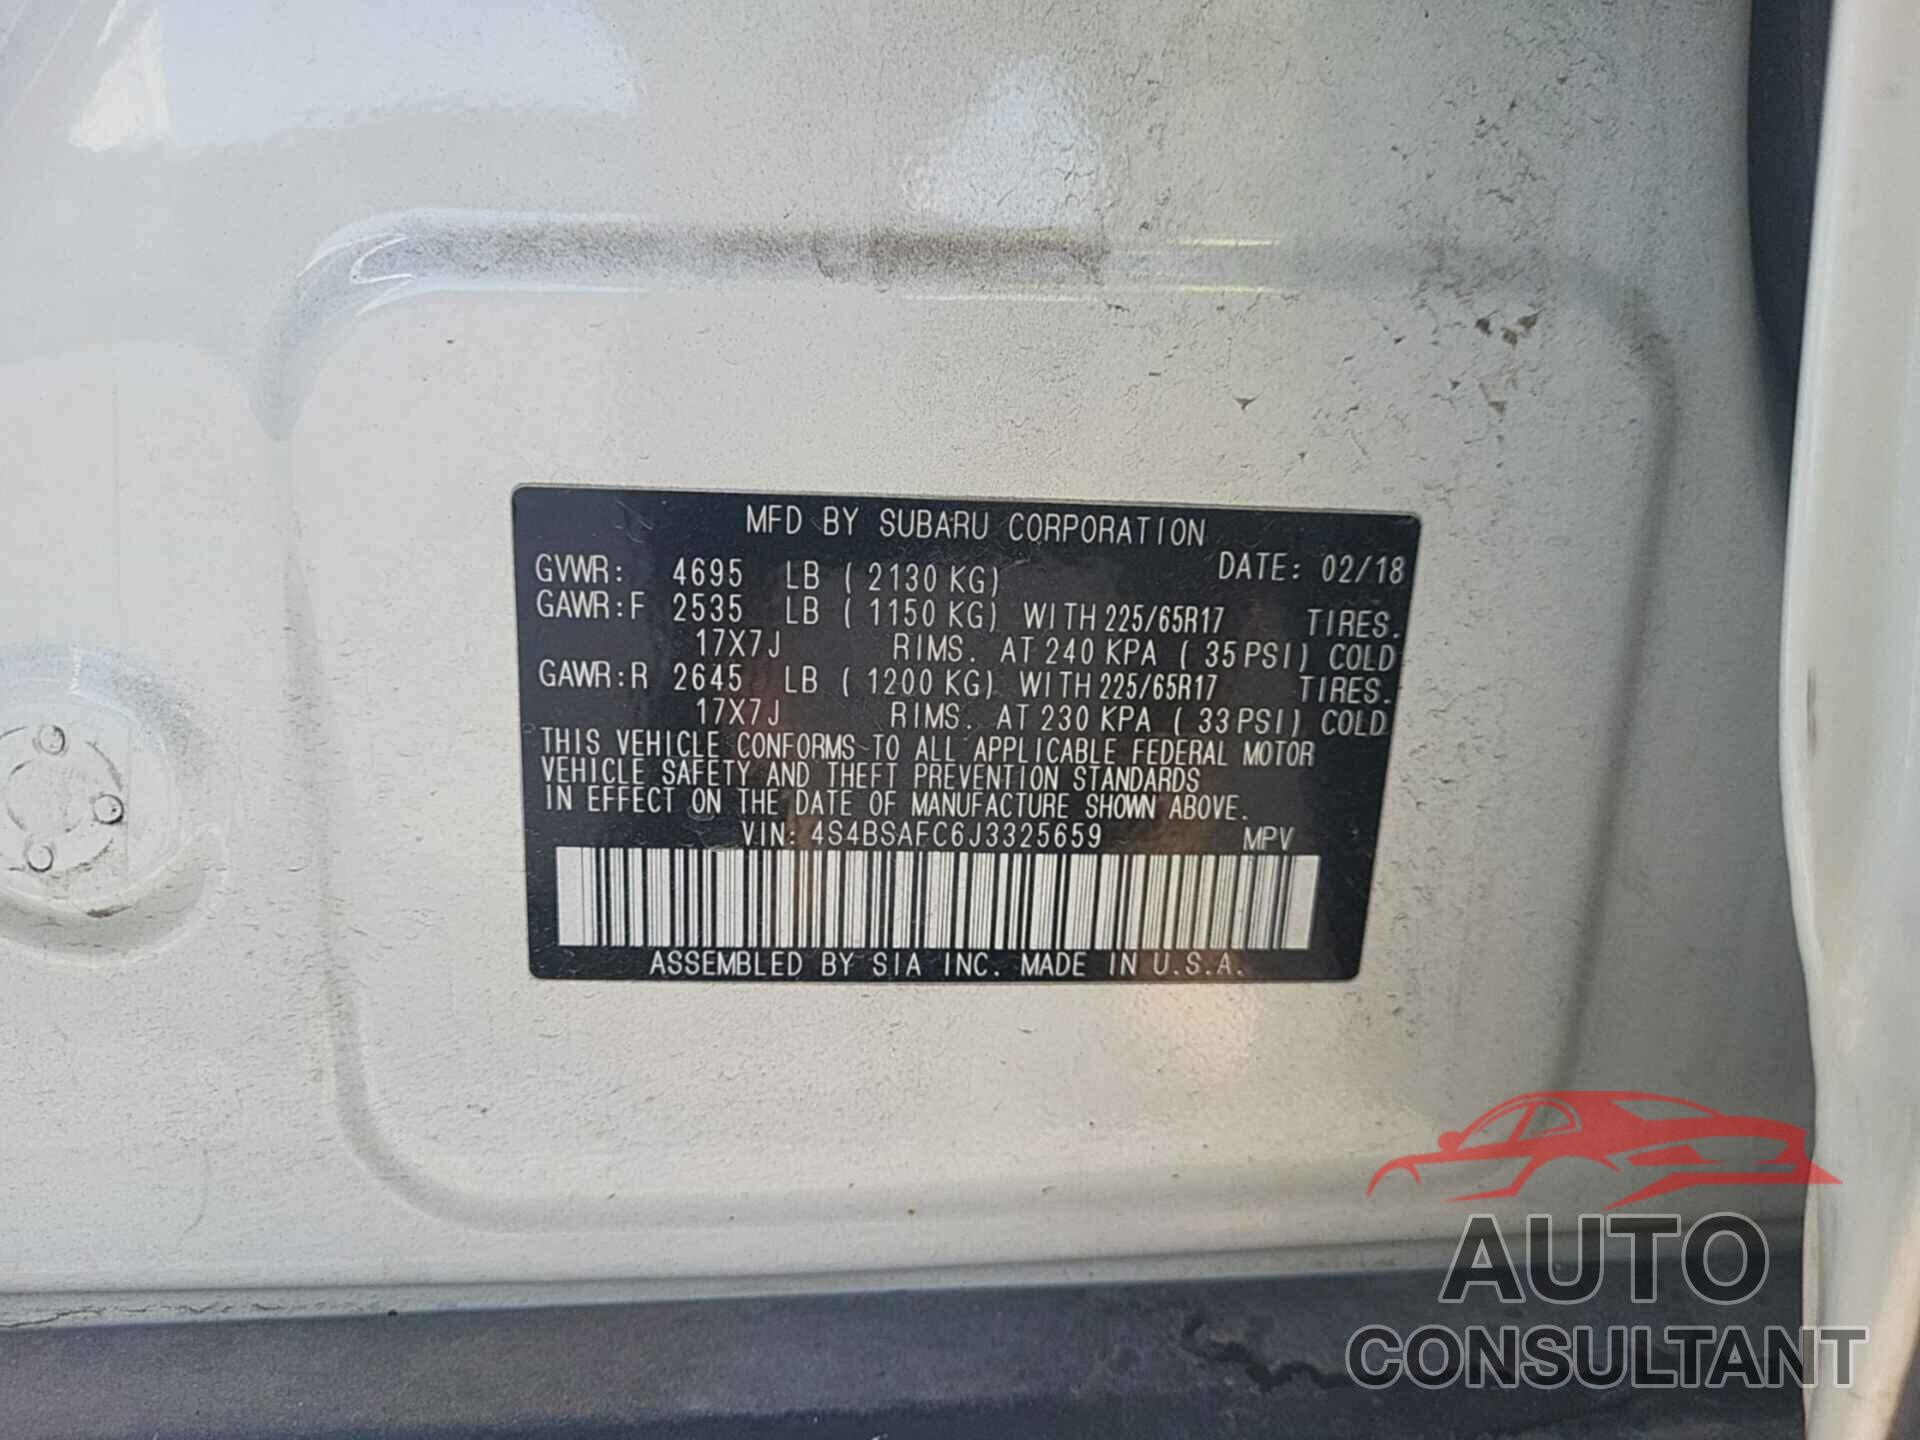 MFD BY SUBARU CORPORATION
GVWR: 4695 LB ( 2130 KG) DATE: 02/18
GAWR:F 2535 LB ( 1150 KG) WITH 225/65R17 TIRES.
17X7J RIMS. AT 240 KPA ( 35 PSI) COLD
GAWR:R 2645 LB ( 1200 KG) WITH 225/65R17 TIRES.
17X7J RIMS. AT 230 KPA ( 33 PSI) COLD
THIS VEHICLE CONFORMS TO ALL APPLICABLE FEDERAL MOTOR
VEHICLE SAFETY AND THEFT PREVENTION STANDARDS
IN EFFECT ON THE DATE OF MANUFACTURE SHOWN ABOVE.
VIN: 4S4BSAFC6J3325659 MPV
ASSEMBLED BY SIA INC. MADE IN U.S.A.
AUTO
CONSULTANT